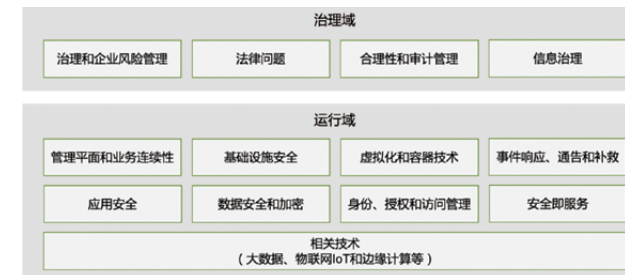 治理域
治理和企业风险管理
法律问题
合理性和审计管理
信息治理
运行域
管理平面和业务连续性
基础设施安全
虚拟化和容器技术
事件响应、通告和补救
应用安全
数据安全和加密
身份、授权和访问管理
安全即服务
相关技术
（大数据、物联网IoT和边缘计算等）